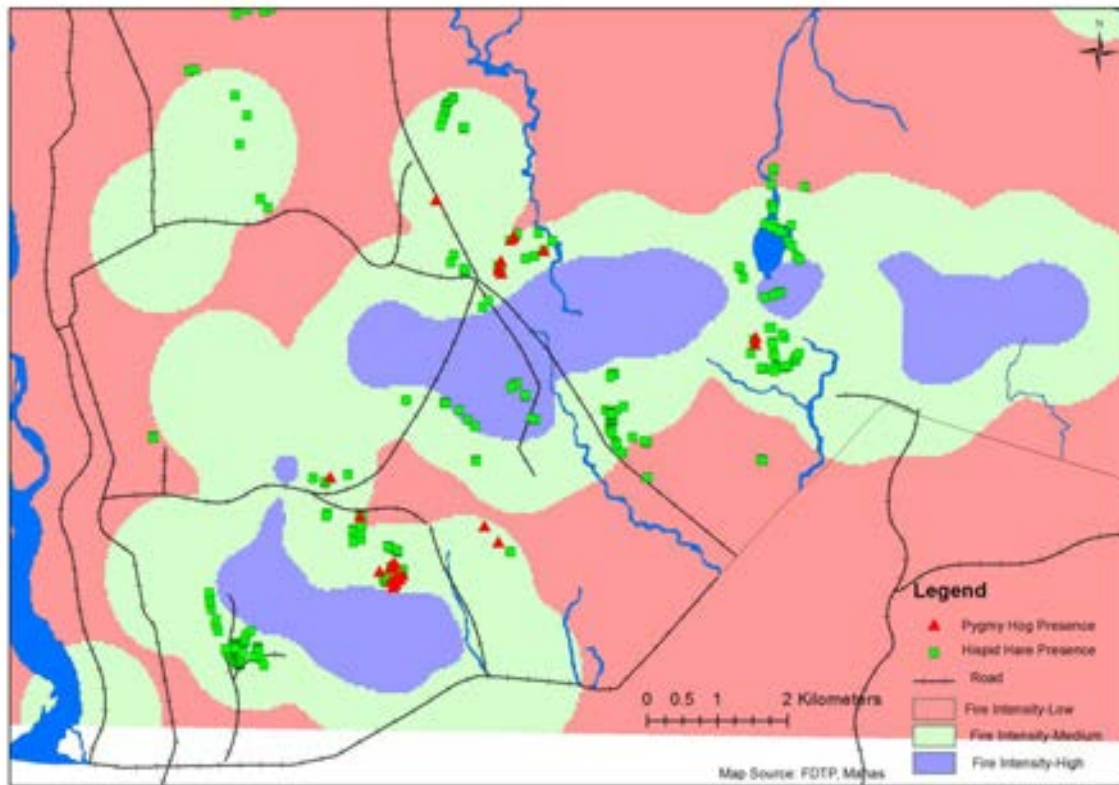 N
Legend
Pygmy Hog Presence
Hispid Hare Presence
Road
Fire Intensity-Low
Fire Intensity-Medium
Fire Intensity-High
0 0.5 1 2 Kilometers
Map Source: FDTP, Manas